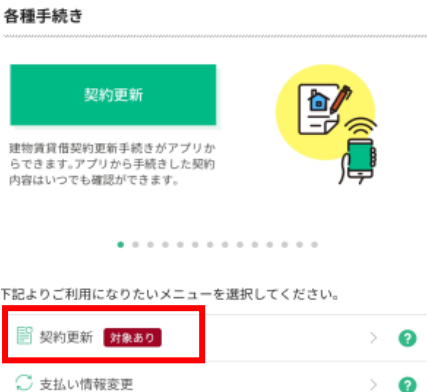 各種手続き
契約更新
建物賃貸借契約更新手続きがアプリか
らできます。アプリから手続きした契約
内容はいつでも確認ができます。
下記よりご利用になりたいメニューを選択してください。
契約更新 対象あり ?
支払い情報変更 ?